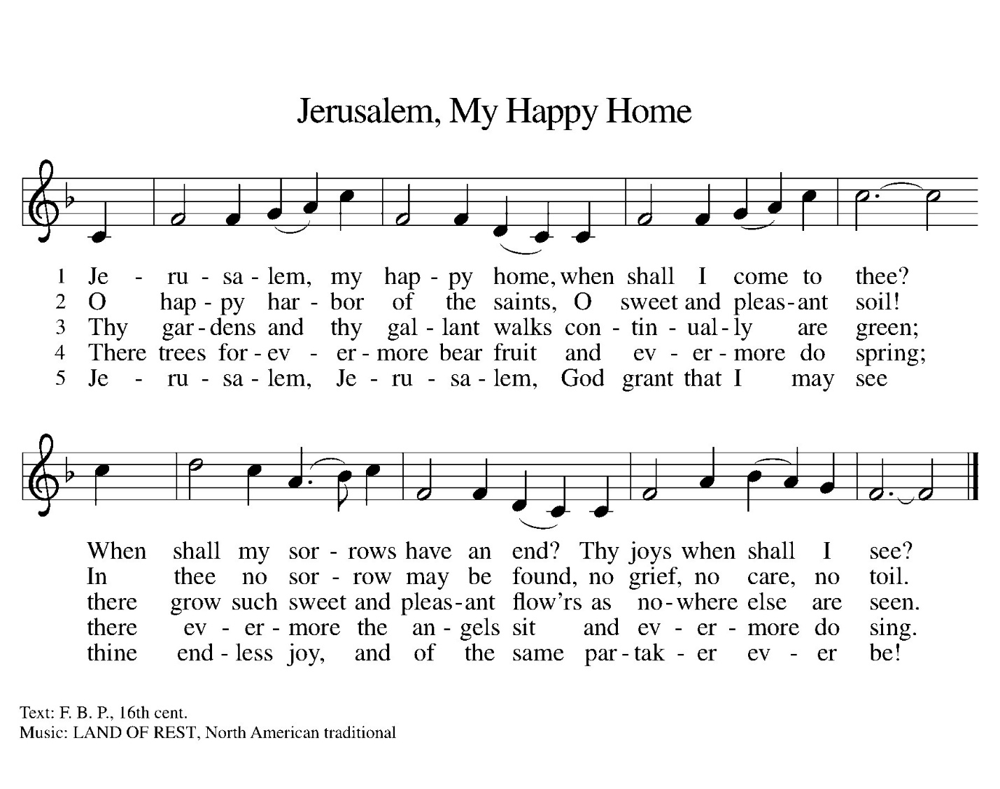 Jerusalem, My Happy Home
1 Je - ru - sa - lem, my hap - py home, when shall I come to thee?
2 O hap - py har - bor of the saints, O sweet and pleas - ant soil!
3 Thy gar - dens and thy gal - lant walks con - tin - ual - ly are green;
4 There trees for - ev - er - more bear fruit and ev - er - more do spring;
5 Je - ru - sa - lem, Je - ru - sa - lem, God grant that I may see
When shall my sor - rows have an end? Thy joys when shall I see?
In thee no sor - row may be found, no grief, no care, no toil.
there grow such sweet and pleas - ant flow'rs as no - where else are seen.
there ev - er - more the an - gels sit and ev - er - more do sing.
thine end - less joy, and of the same par - tak - er ev - er be!
Text: F. B. P., 16th cent.
Music: LAND OF REST, North American traditional